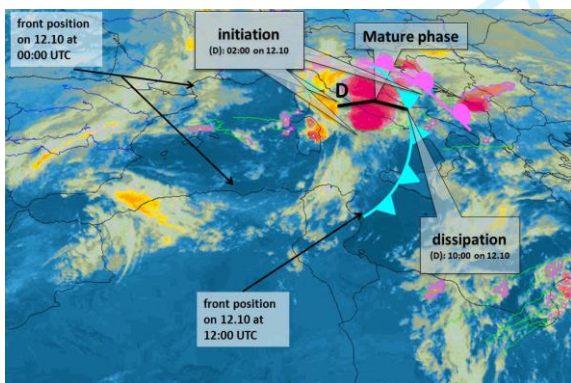 front position
on 12.10 at
00:00 UTC
initiation
(D): 02:00 on 12.10
Mature phase
D
dissipation
(D): 10:00 on 12.10
front position
on 12.10 at
12:00 UTC